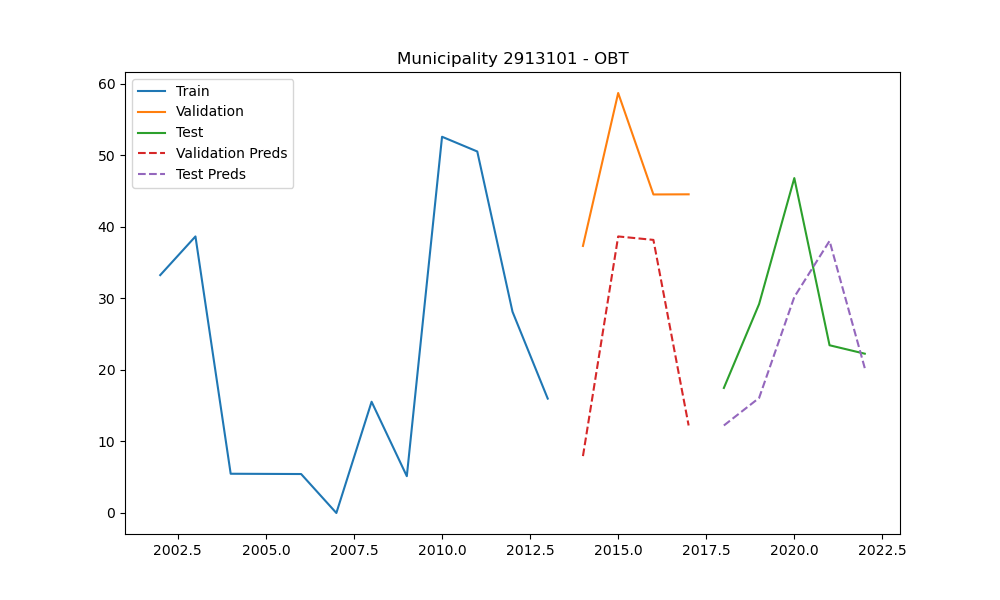 Municipality 2913101 - OBT
Train
Validation
Test
Validation Preds
Test Preds
60
50
40
30
20
10
0
2002.5 2005.0 2007.5 2010.0 2012.5 2015.0 2017.5 2020.0 2022.5